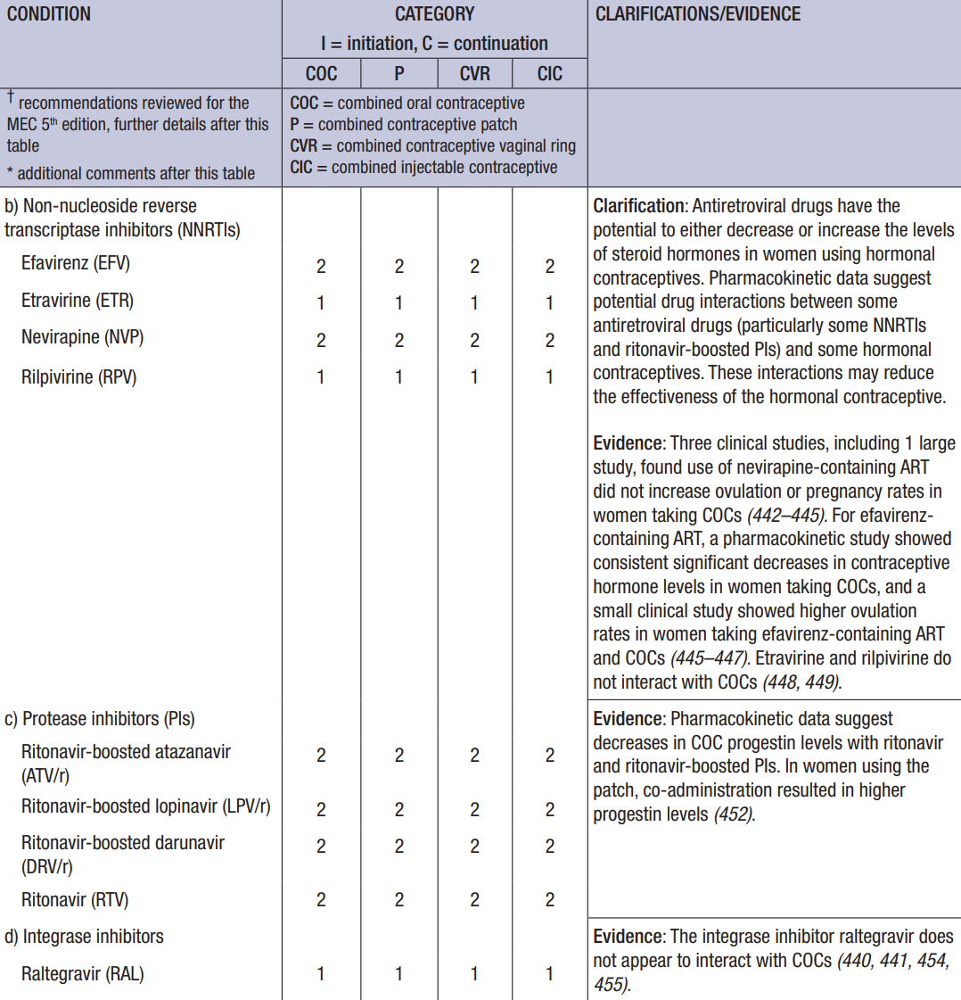 CONDITION
CATEGORY
I = initiation, C = continuation
CLARIFICATIONS/EVIDENCE
COC P CVR CIC
† recommendations reviewed for the
MEC 5th edition, further details after this
table
* additional comments after this table
COC = combined oral contraceptive
P = combined contraceptive patch
CVR = combined contraceptive vaginal ring
CIC = combined injectable contraceptive
b) Non-nucleoside reverse
transcriptase inhibitors (NNRTIs)
Efavirenz (EFV) 2 2 2 2
Etravirine (ETR) 1 1 1 1
Nevirapine (NVP) 2 2 2 2
Rilpivirine (RPV) 1 1 1 1
Clarification: Antiretroviral drugs have the
potential to either decrease or increase the levels
of steroid hormones in women using hormonal
contraceptives. Pharmacokinetic data suggest
potential drug interactions between some
antiretroviral drugs (particularly some NNRTIs
and ritonavir-boosted PIs) and some hormonal
contraceptives. These interactions may reduce
the effectiveness of the hormonal contraceptive.
Evidence: Three clinical studies, including 1 large
study, found use of nevirapine-containing ART
did not increase ovulation or pregnancy rates in
women taking COCs (442–445). For efavirenz-
containing ART, a pharmacokinetic study showed
consistent significant decreases in contraceptive
hormone levels in women taking COCs, and a
small clinical study showed higher ovulation
rates in women taking efavirenz-containing ART
and COCs (445–447). Etravirine and rilpivirine do
not interact with COCs (448, 449).
c) Protease inhibitors (PIs)
Ritonavir-boosted atazanavir
(ATV/r) 2 2 2 2
Ritonavir-boosted lopinavir (LPV/r) 2 2 2 2
Ritonavir-boosted darunavir
(DRV/r) 2 2 2 2
Ritonavir (RTV) 2 2 2 2
Evidence: Pharmacokinetic data suggest
decreases in COC progestin levels with ritonavir
and ritonavir-boosted PIs. In women using the
patch, co-administration resulted in higher
progestin levels (452).
d) Integrase inhibitors
Raltegravir (RAL) 1 1 1 1
Evidence: The integrase inhibitor raltegravir does
not appear to interact with COCs (440, 441, 454,
455).